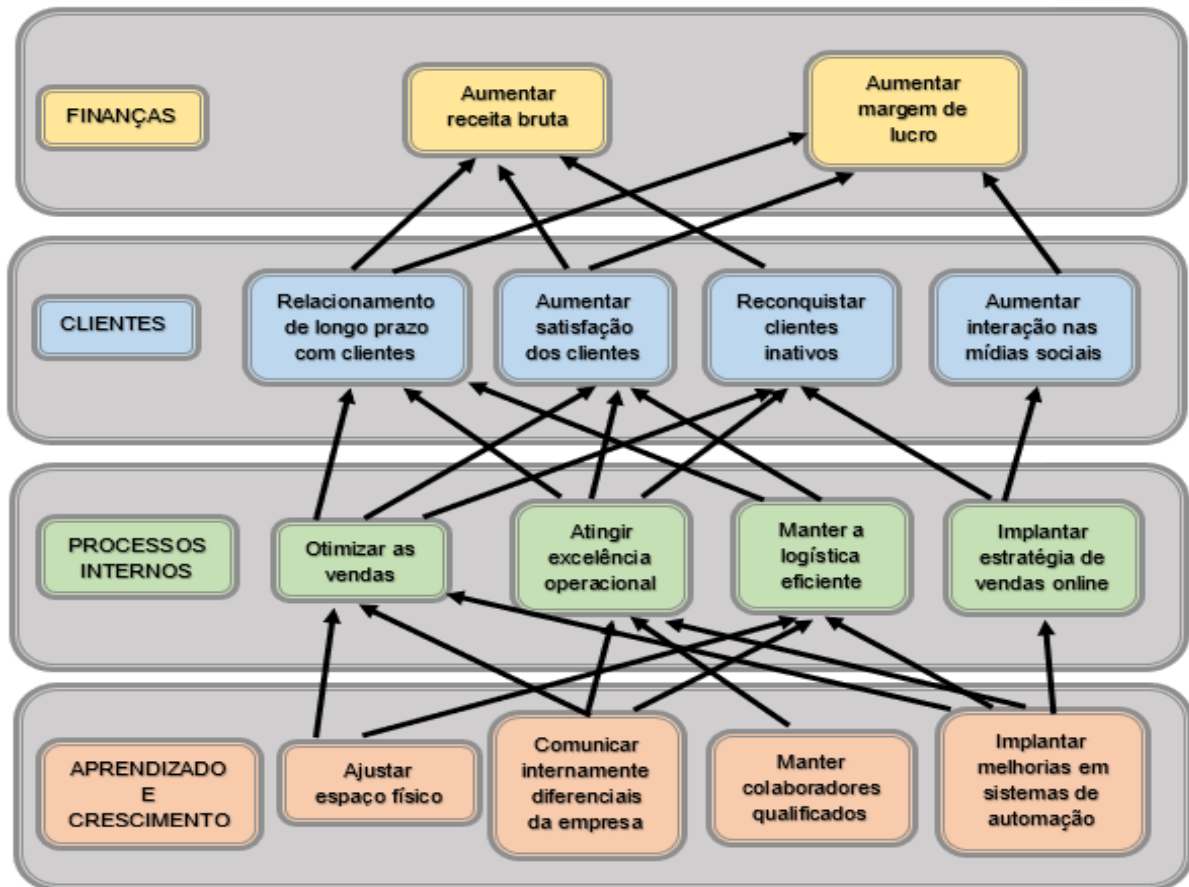 FINANÇAS
Aumentar
receita bruta
Aumentar
margem de
lucro
CLIENTES
Relacionamento
de longo prazo
com clientes
Aumentar
satisfação
dos clientes
Reconquistar
clientes
inativos
Aumentar
interação nas
mídias sociais
PROCESSOS
INTERNOS
Otimizar as
vendas
Atingir
excelência
operacional
Manter a
logística
eficiente
Implantar
estratégia de
vendas online
APRENDIZADO
E
CRESCIMENTO
Ajustar
espaço físico
Comunicar
internamente
diferenciais
da empresa
Manter
colaboradores
qualificados
Implantar
melhorias em
sistemas de
automação